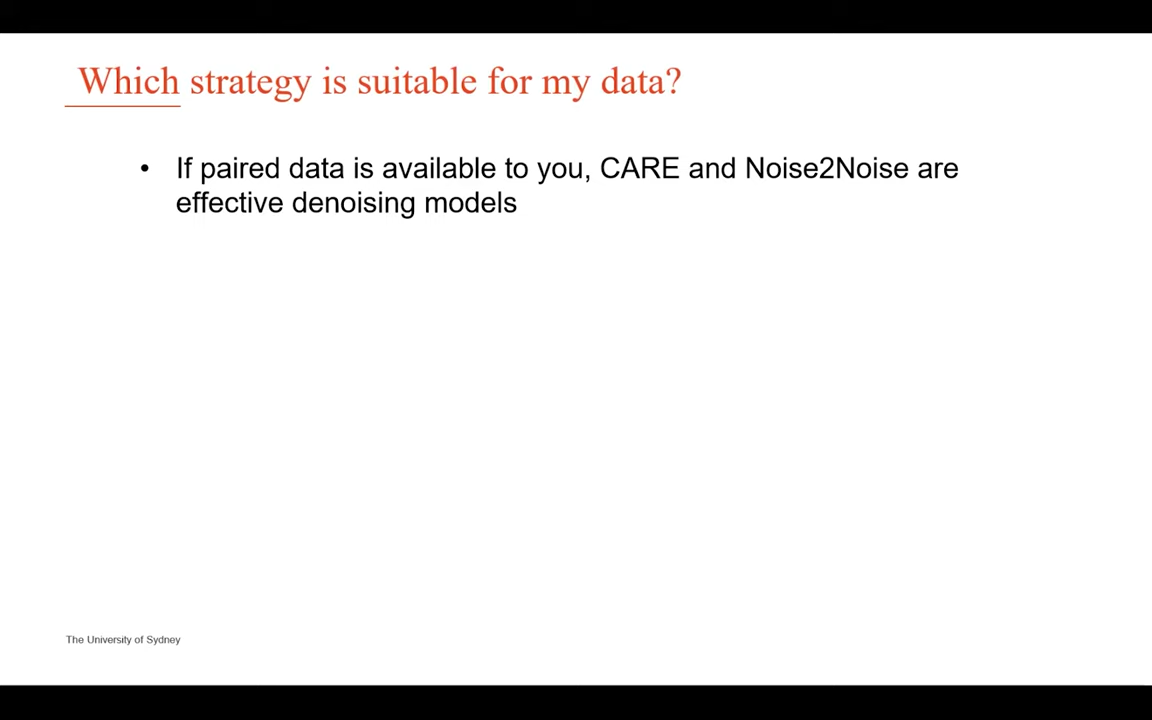 Which strategy is suitable for my data?
• If paired data is available to you, CARE and Noise2Noise are
effective denoising models
The University of Sydney